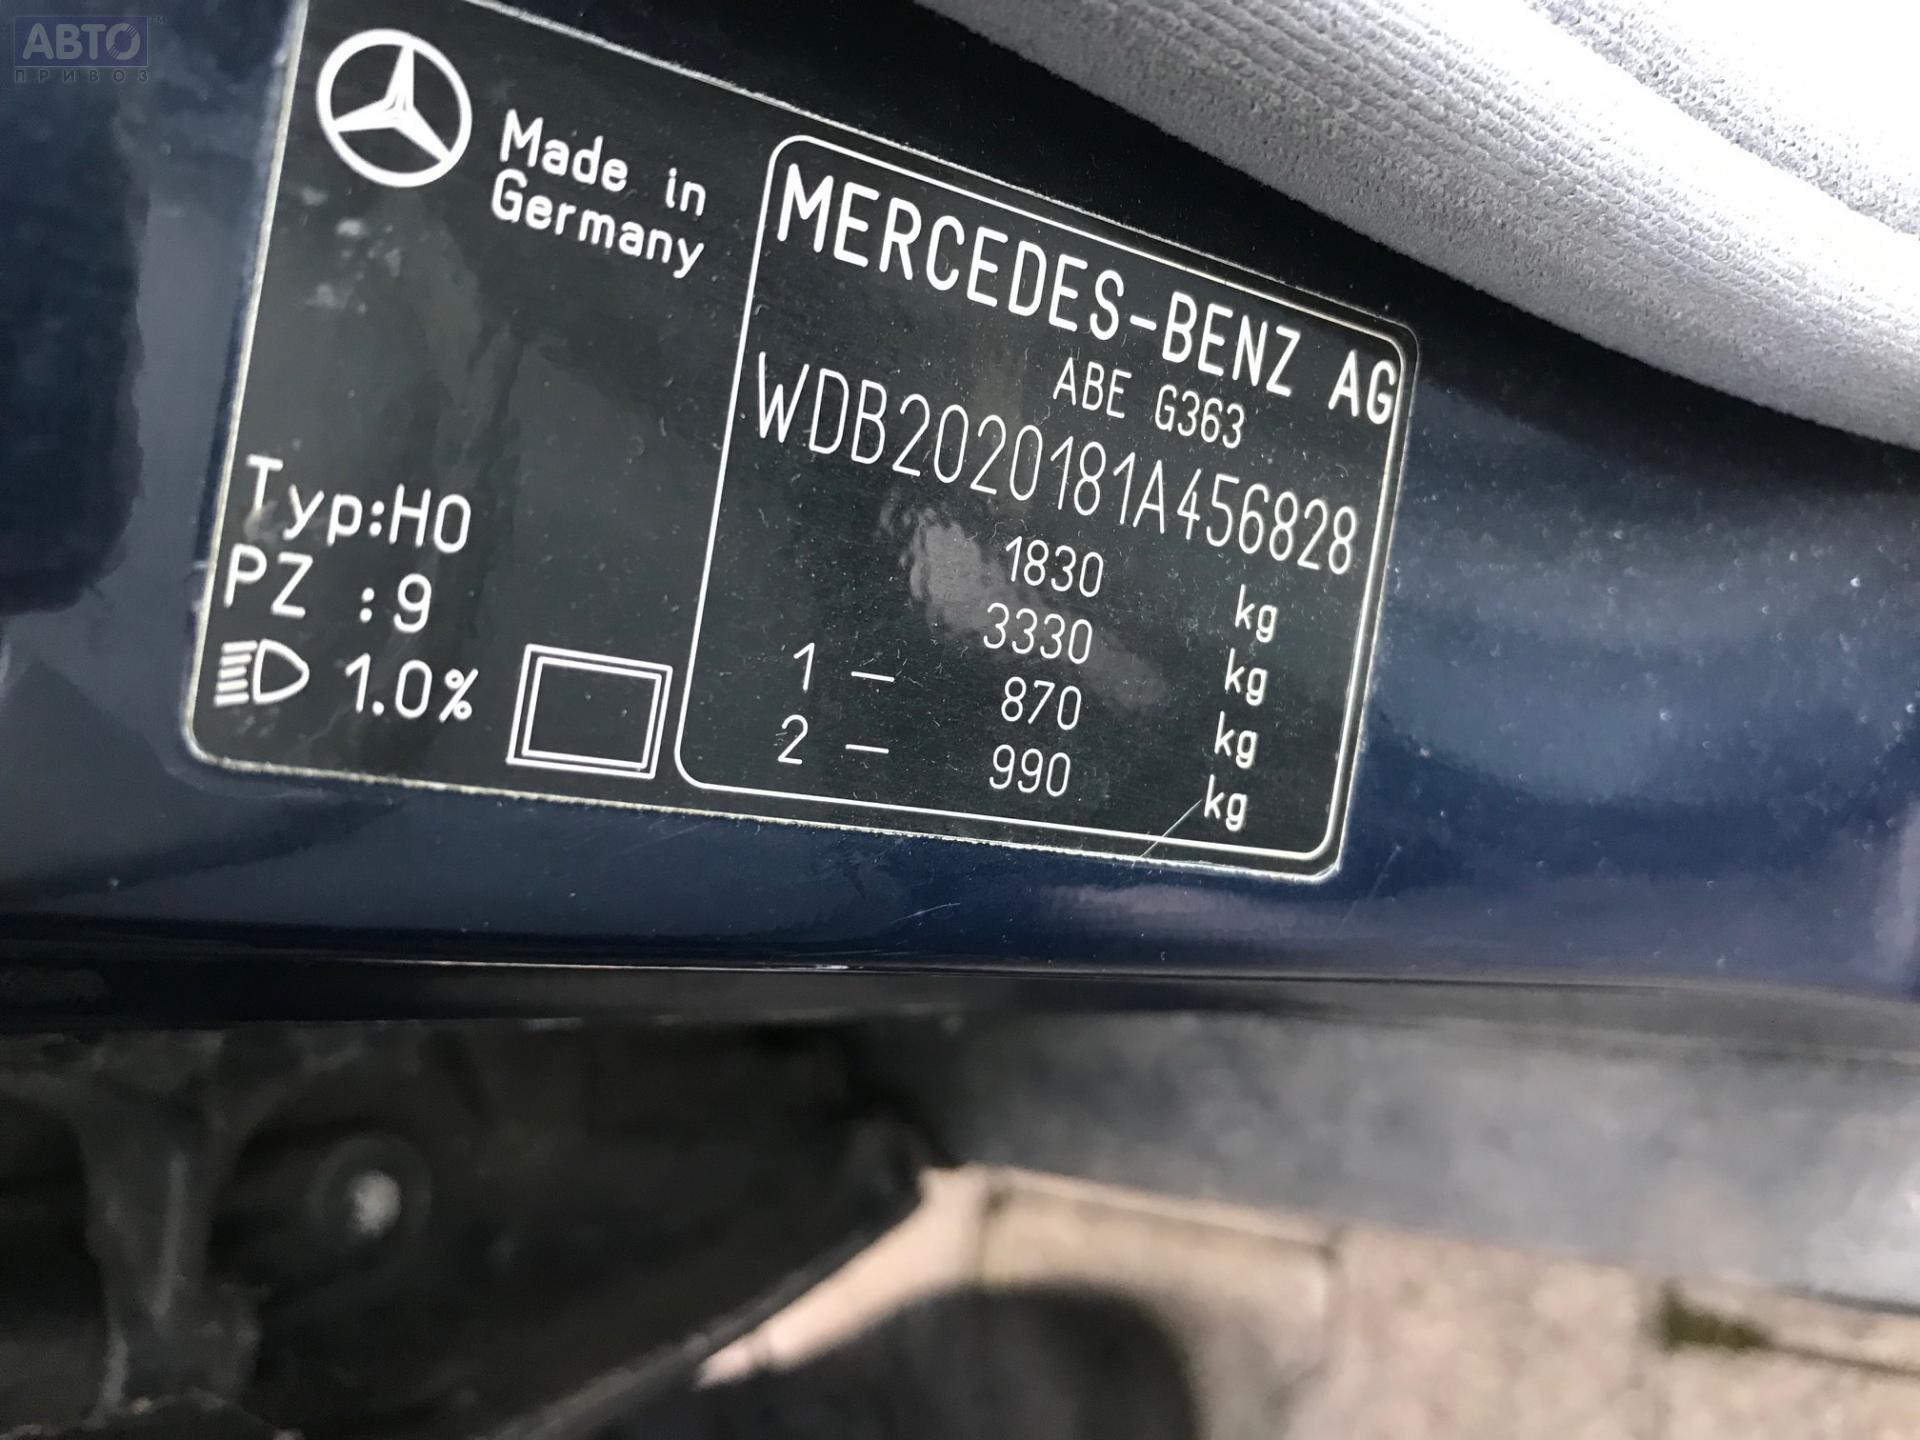 АВТО™
ПРИВОЗ
Made in
Germany
MERCEDES-BENZ AG
ABE G363
WDB2020181A456828
1830 kg
3330 kg
1 – 870 kg
2 – 990 kg
Typ:H0
PZ :9
1.0%